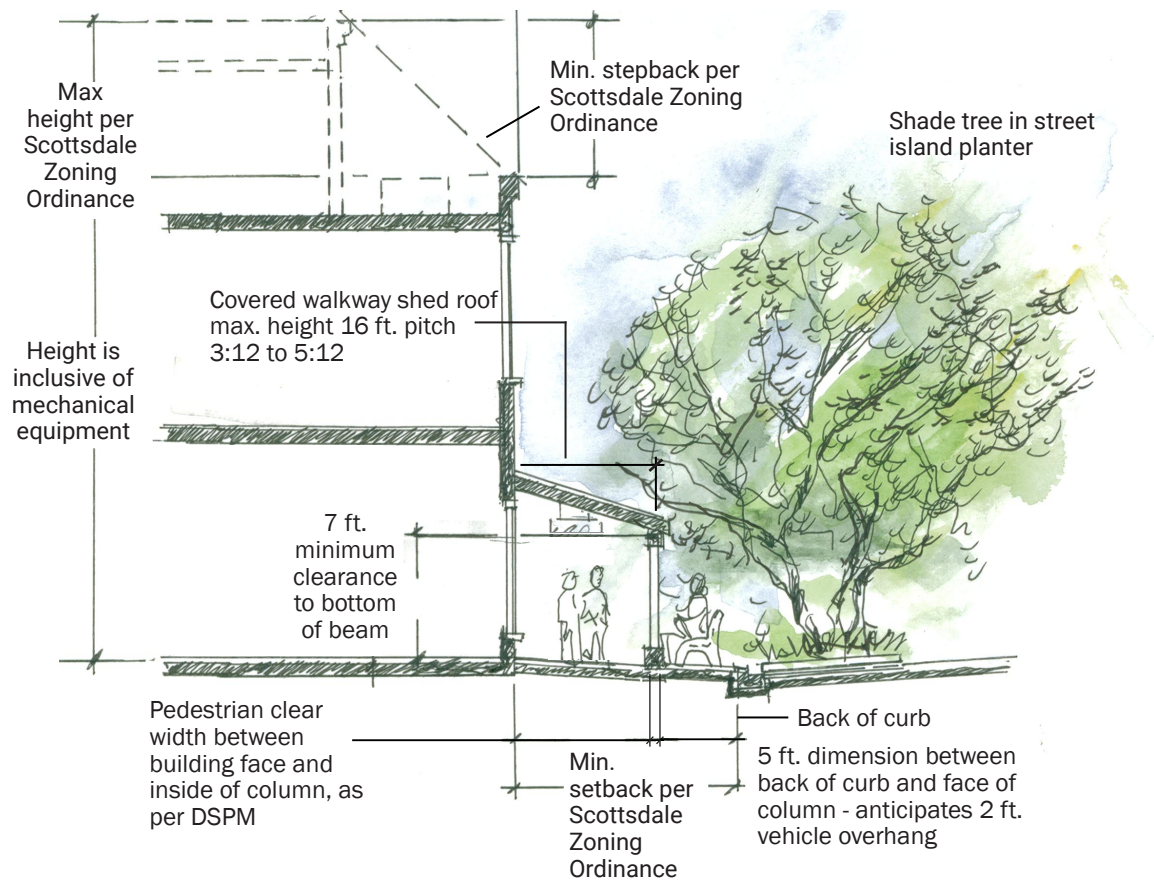 Max
height per
Scottsdale
Zoning
Ordinance
Min. stepback per
Scottsdale Zoning
Ordinance
Shade tree in street
island planter
Covered walkway shed roof
max. height 16 ft. pitch
3:12 to 5:12
Height is
inclusive of
mechanical
equipment
7 ft.
minimum
clearance
to bottom
of beam
Pedestrian clear
width between
building face and
inside of column, as
per DSPM
Min.
setback per
Scottsdale
Zoning
Ordinance
Back of curb
5 ft. dimension between
back of curb and face of
column - anticipates 2 ft.
vehicle overhang